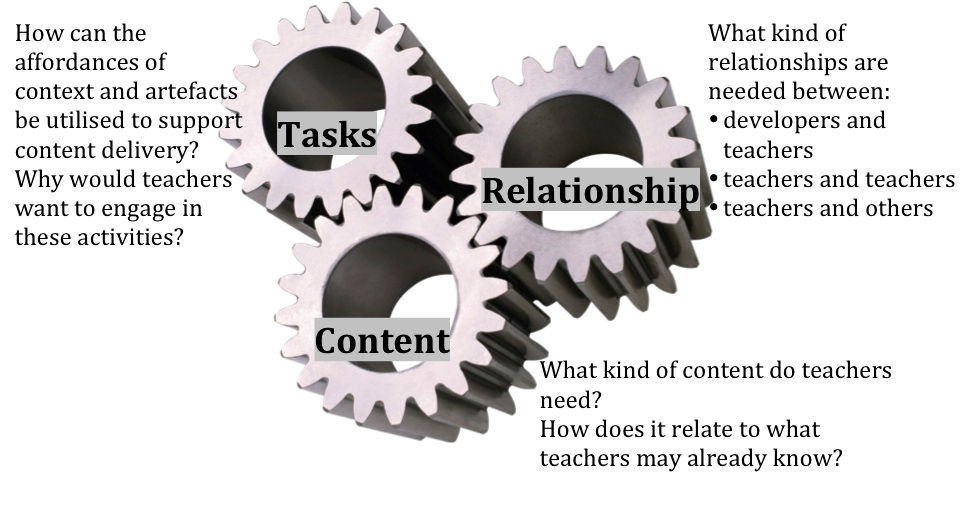 How can the
affordances of
context and artefacts
be utilised to support
content delivery?
Why would teachers
want to engage in
these activities?
Tasks
Relationship
What kind of
relationships are
needed between:
• developers and
teachers
• teachers and teachers
• teachers and others
Content
What kind of content do teachers
need?
How does it relate to what
teachers may already know?